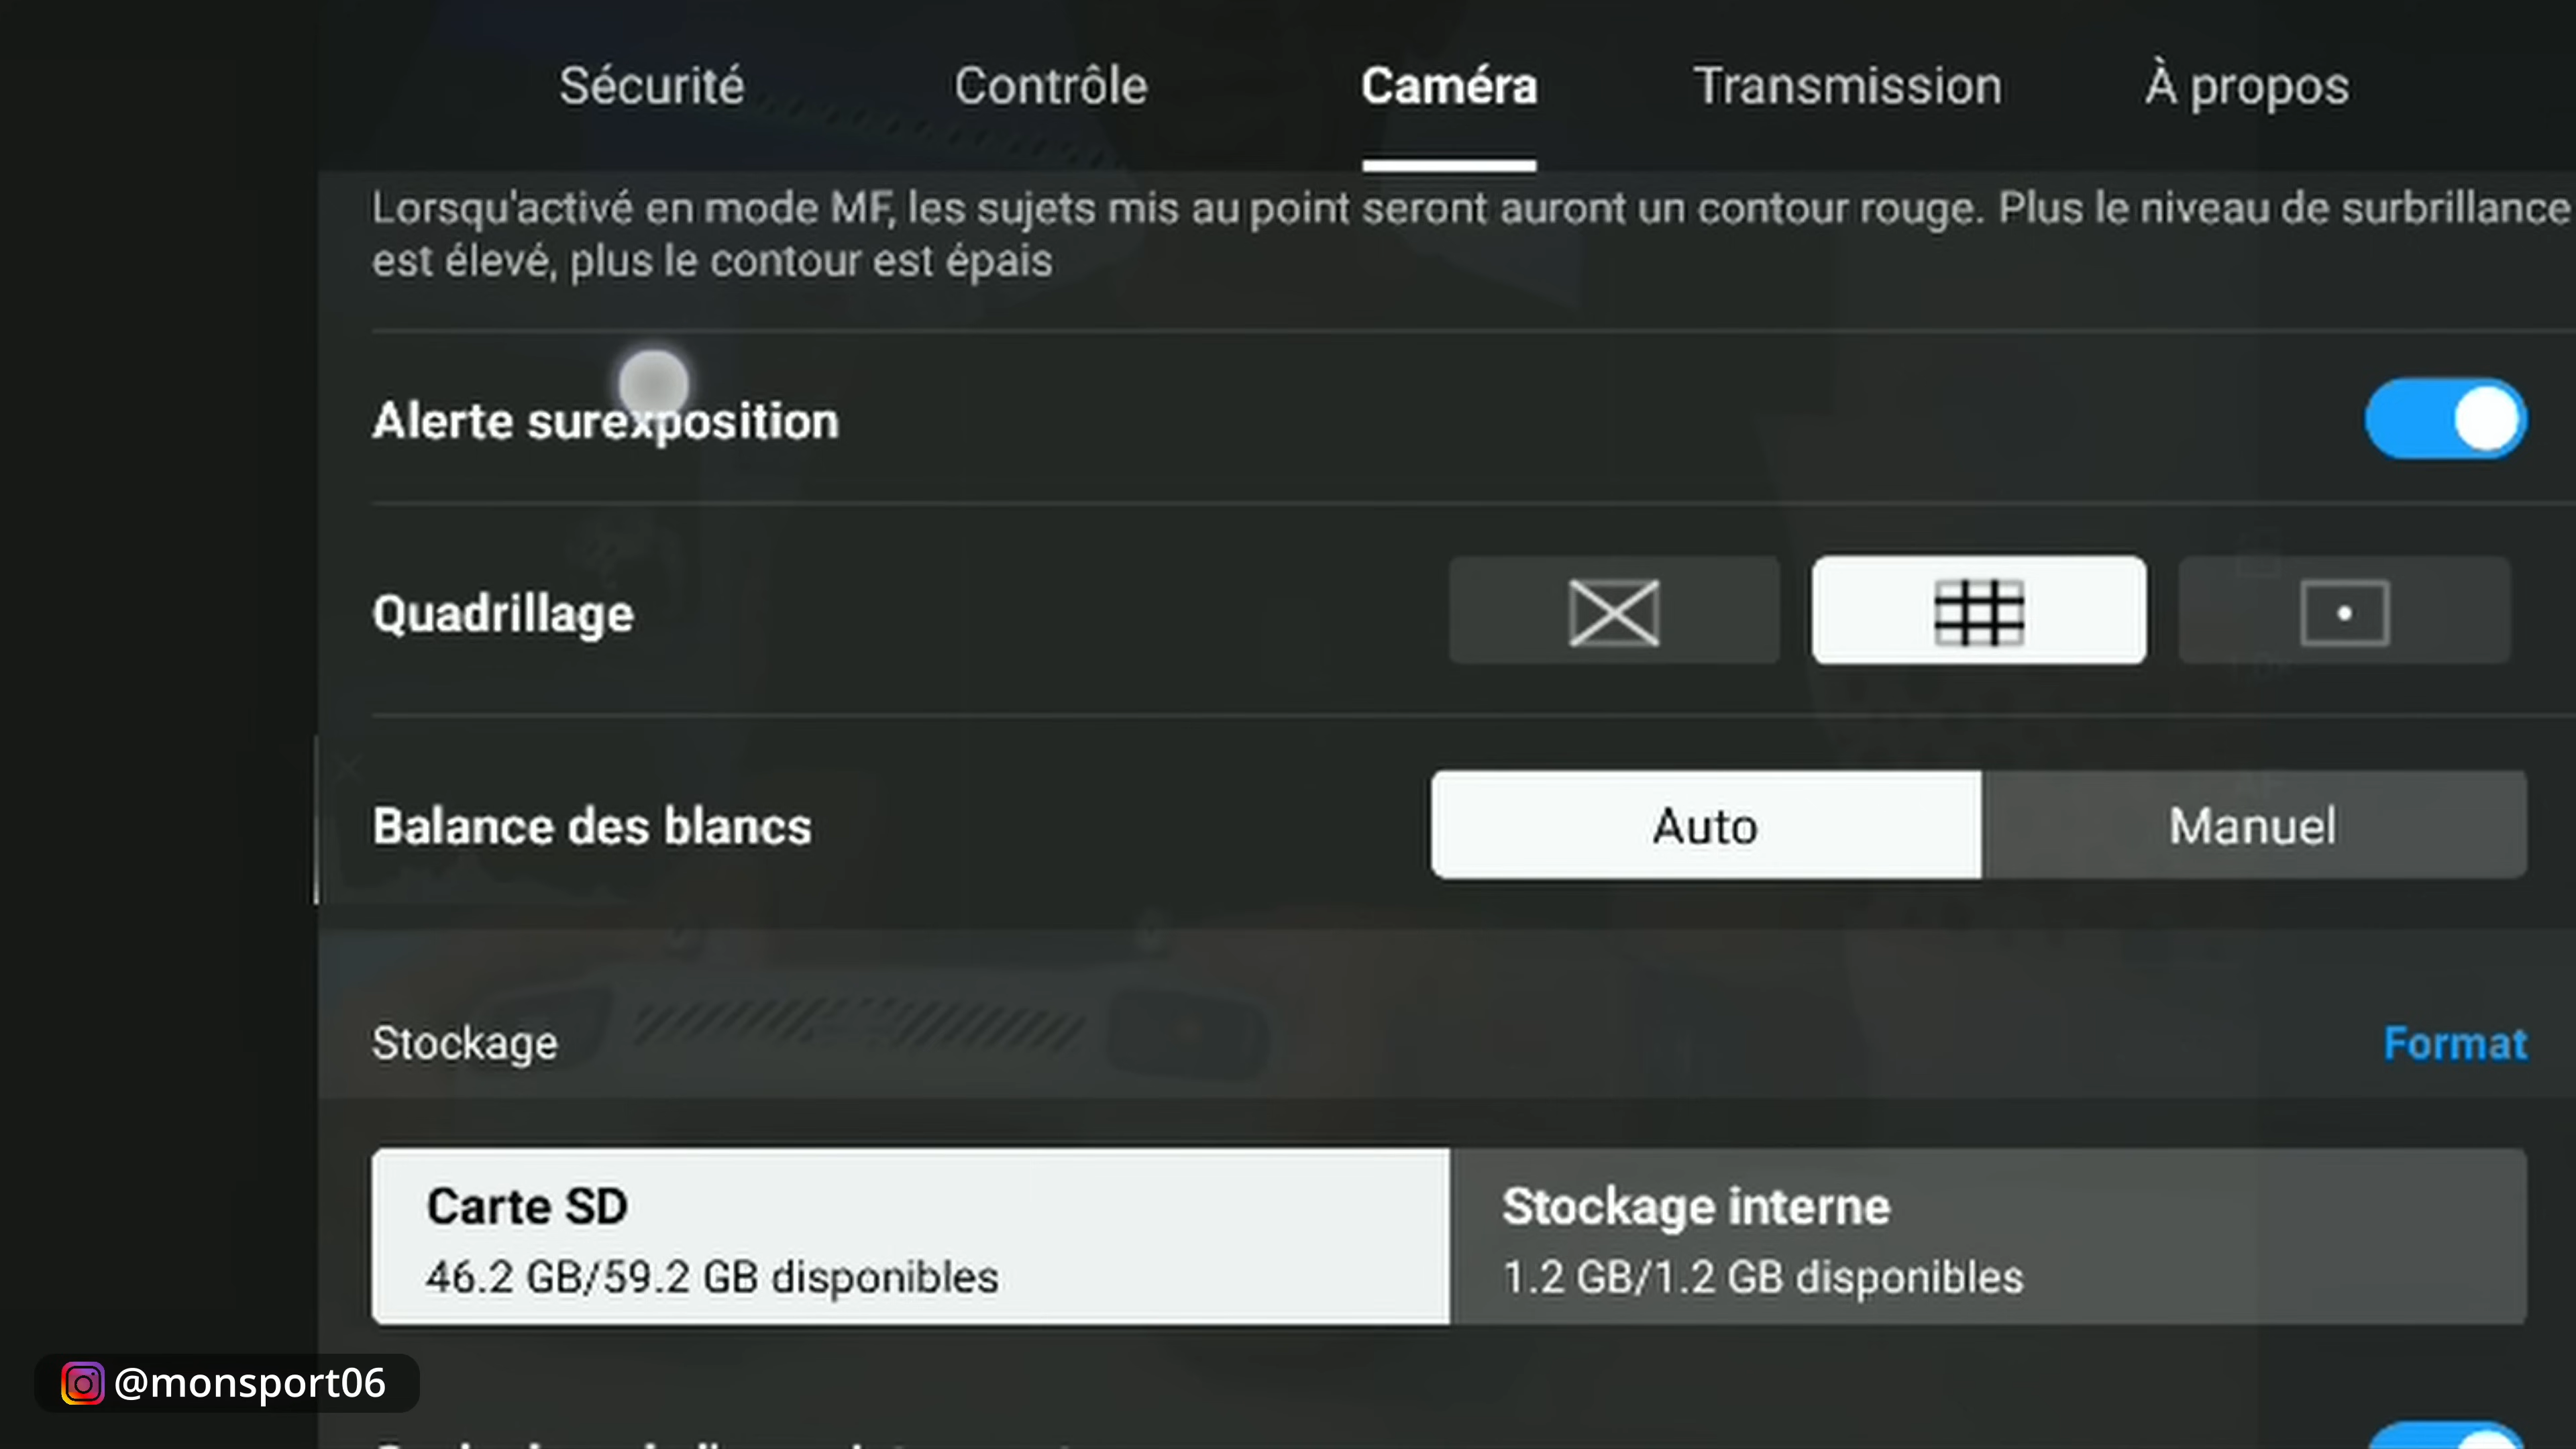 Sécurité Contrôle Caméra Transmission À propos
Lorsqu'activé en mode MF, les sujets mis au point seront auront un contour rouge. Plus le niveau de surbrillance
est élevé, plus le contour est épais
Alerte surexposition
Quadrillage
Balance des blancs Auto Manuel
Stockage Format
Carte SD Stockage interne
46.2 GB/59.2 GB disponibles 1.2 GB/1.2 GB disponibles
@monsport06